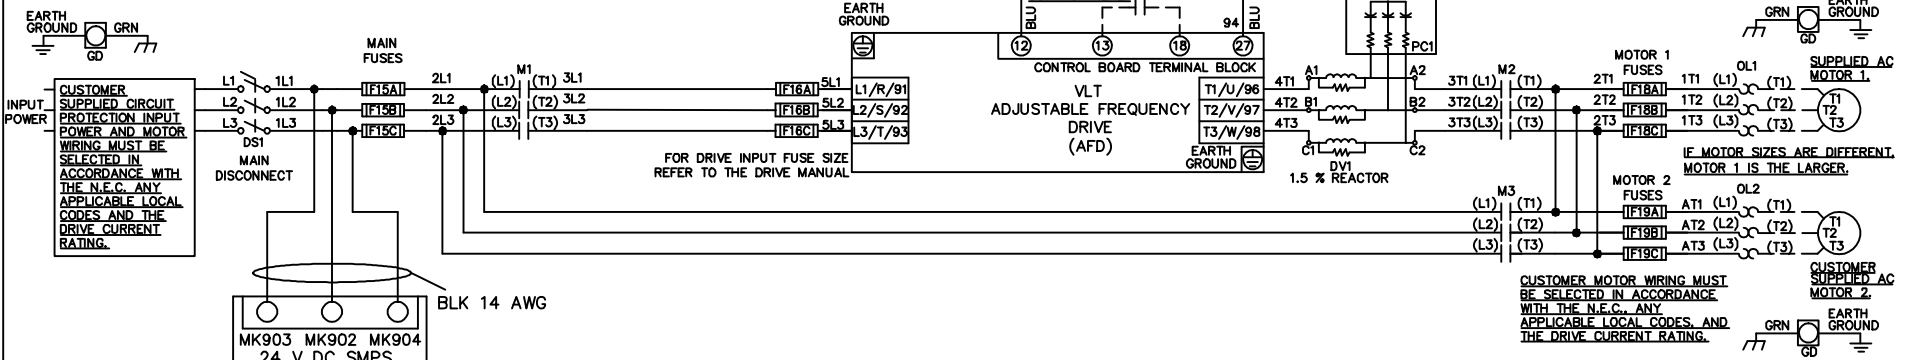 EARTH
GROUND
GRN
GD
INPUT
POWER
CUSTOMER
SUPPLIED CIRCUIT
PROTECTION INPUT
POWER AND MOTOR
WIRING MUST BE
SELECTED IN
ACCORDANCE WITH
THE N.E.C. ANY
APPLICABLE LOCAL
CODES AND THE
DRIVE CURRENT
RATING.
L1
L2
L3
1L1
1L2
1L3
DS1
MAIN
DISCONNECT
MAIN
FUSES
F15A
F15B
F15C
2L1
2L2
2L3
M1
(L1) (T1) 3L1
(L2) (T2) 3L2
(L3) (T3) 3L3
BLK 14 AWG
MK903 MK902 MK904
24 V DC SMPS
F16A 5L1
F16B 5L2
F16C 5L3
FOR DRIVE INPUT FUSE SIZE
REFER TO THE DRIVE MANUAL
EARTH
GROUND
BLU
94
BLU
12
13
18
27
CONTROL BOARD TERMINAL BLOCK
L1/R/91
L2/S/92
L3/T/93
VLT
ADJUSTABLE FREQUENCY
DRIVE
(AFD)
T1/U/96
T2/V/97
T3/W/98
EARTH
GROUND
4T1
4T2
4T3
A1
B1
C1
A2
B2
C2
PC1
DV1
1.5 % REACTOR
3T1 (L1)
3T2(L2)
3T3(L3)
M2
(T1)
(T2)
(T3)
2T1
2T2
2T3
MOTOR 1
FUSES
F18A
F18B
F18C
1T1 (L1)
1T2 (L2)
1T3 (L3)
OL1
(T1)
(T2)
(T3)
GRN
GD
EARTH
GROUND
SUPPLIED AC
MOTOR 1.
T1
T2
T3
IF MOTOR SIZES ARE DIFFERENT,
MOTOR 1 IS THE LARGER.
M3
(L1) (T1)
(L2) (T2)
(L3) (T3)
MOTOR 2
FUSES
F19A
F19B
F19C
AT1 (L1)
AT2 (L2)
AT3 (L3)
OL2
(T1)
(T2)
(T3)
T1
T2
T3
CUSTOMER
SUPPLIED AC
MOTOR 2.
CUSTOMER MOTOR WIRING MUST
BE SELECTED IN ACCORDANCE
WITH THE N.E.C., ANY
APPLICABLE LOCAL CODES, AND
THE DRIVE CURRENT RATING.
GRN
GD
EARTH
GROUND